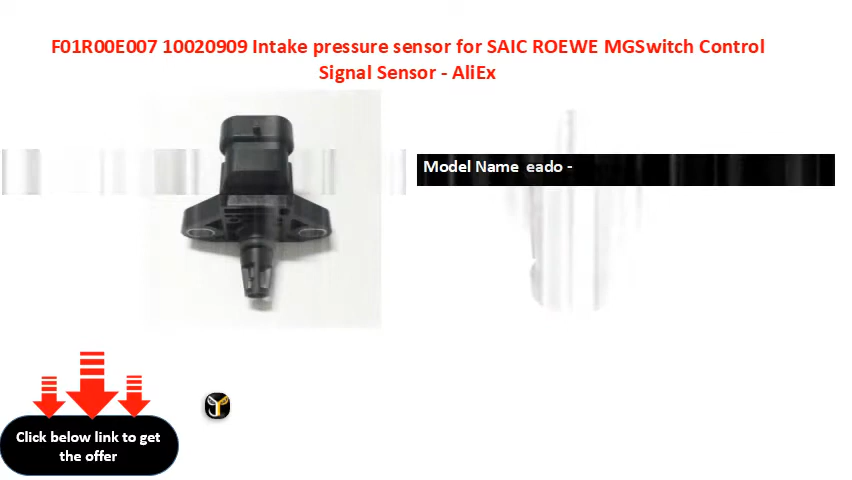 F01R00E007 10020909 Intake pressure sensor for SAIC ROEWE MGSwitch Control
Signal Sensor - AliEx
Model Name eado -
Click below link to get
the offer